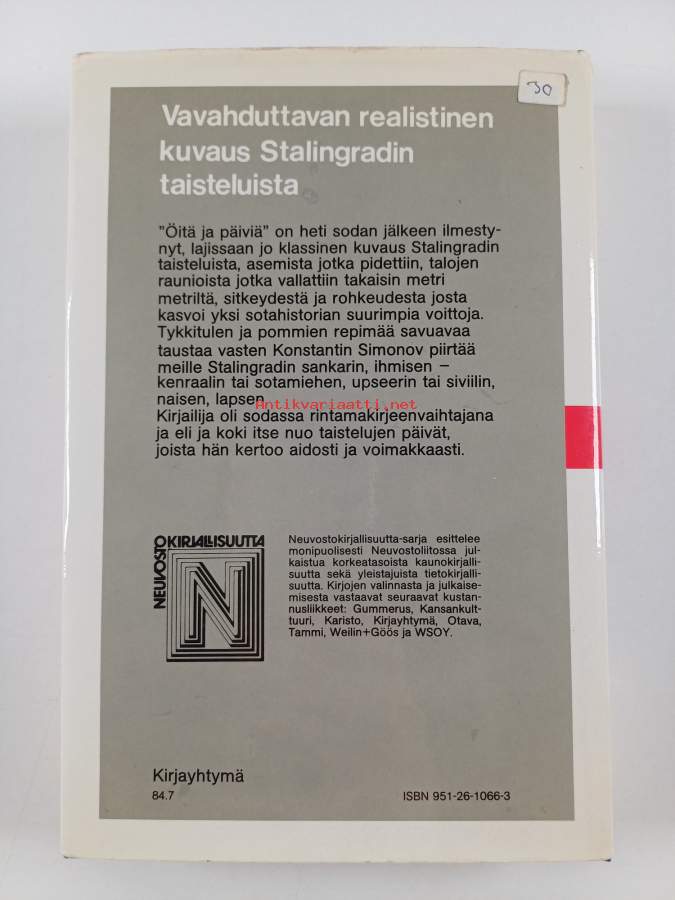 30
Vavahduttavan realistinen
kuvaus Stalingradin
taisteluista
"Öitä ja päiviä" on heti sodan jälkeen ilmesty-
nyt, lajissaan jo klassinen kuvaus Stalingradin
taisteluista, asemista jotka pidettiin, talojen
raunioista jotka vallattiin takaisin metri
metriltä, sitkeydestä ja rohkeudesta josta
kasvoi yksi sotahistorian suurimpia voittoja.
Tykkitulen ja pommien repimää savuavaa
taustaa vasten Konstantin Simonov piirtää
meille Stalingradin sankarin, ihmisen –
kenraalin tai sotamiehen, upseerin tai siviilin,
naisen, lapsen.
Antikvariaatti.net
Kirjailija oli sodassa rintamakirjeenvaihtajana
ja eli ja koki itse nuo taistelujen päivät,
joista hän kertoo aidosti ja voimakkaasti.
NEUVOSTO
KIRJALLISUUTTA
N
Neuvostokirjallisuutta-sarja esittelee
monipuolisesti Neuvostoliitossa jul-
kaistua korkeatasoista kaunokirjalli-
suutta sekä yleistajuista tietokirjalli-
suutta. Kirjojen valinnasta ja julkaise-
misesta vastaavat seuraavat kustan-
nusliikkeet: Gummerus, Kansankult-
tuuri, Karisto, Kirjayhtymä, Otava,
Tammi, Weilin+Göös ja WSOY.
Kirjayhtymä
84.7
ISBN 951-26-1066-3